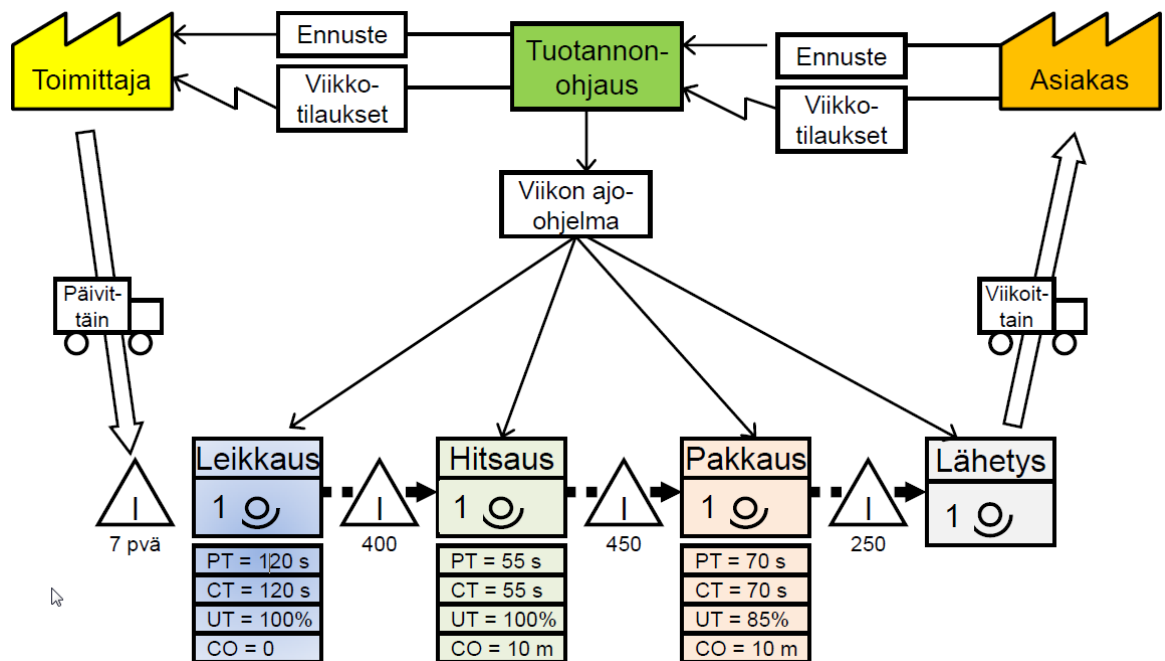 Toimittaja
Ennuste
Viikko-
tilaukset
Tuotannon-
ohjaus
Ennuste
Viikko-
tilaukset
Asiakas
Viikon ajo-
ohjelma
Päivit-
täin
Viikoit-
tain
I
7 pvä
Leikkaus
1
PT = 120 s
CT = 120 s
UT = 100%
CO = 0
I
400
Hitsaus
1
PT = 55 s
CT = 55 s
UT = 100%
CO = 10 m
I
450
Pakkaus
1
PT = 70 s
CT = 70 s
UT = 85%
CO = 10 m
I
250
Lähetys
1